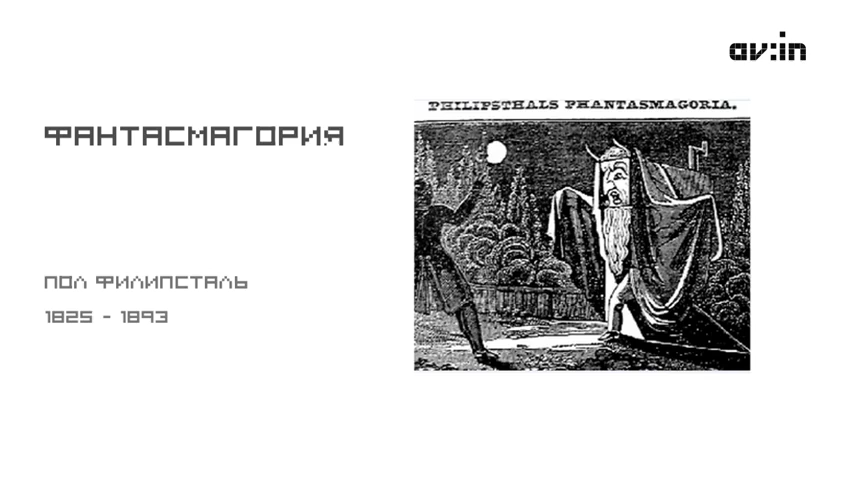 av:in
PHILIPSTHALS PHANTASMAGORIA.
ФАНТАСМАГОРИЯ
ПОЛ ФИЛИПСТАЛЬ
1825 - 1893